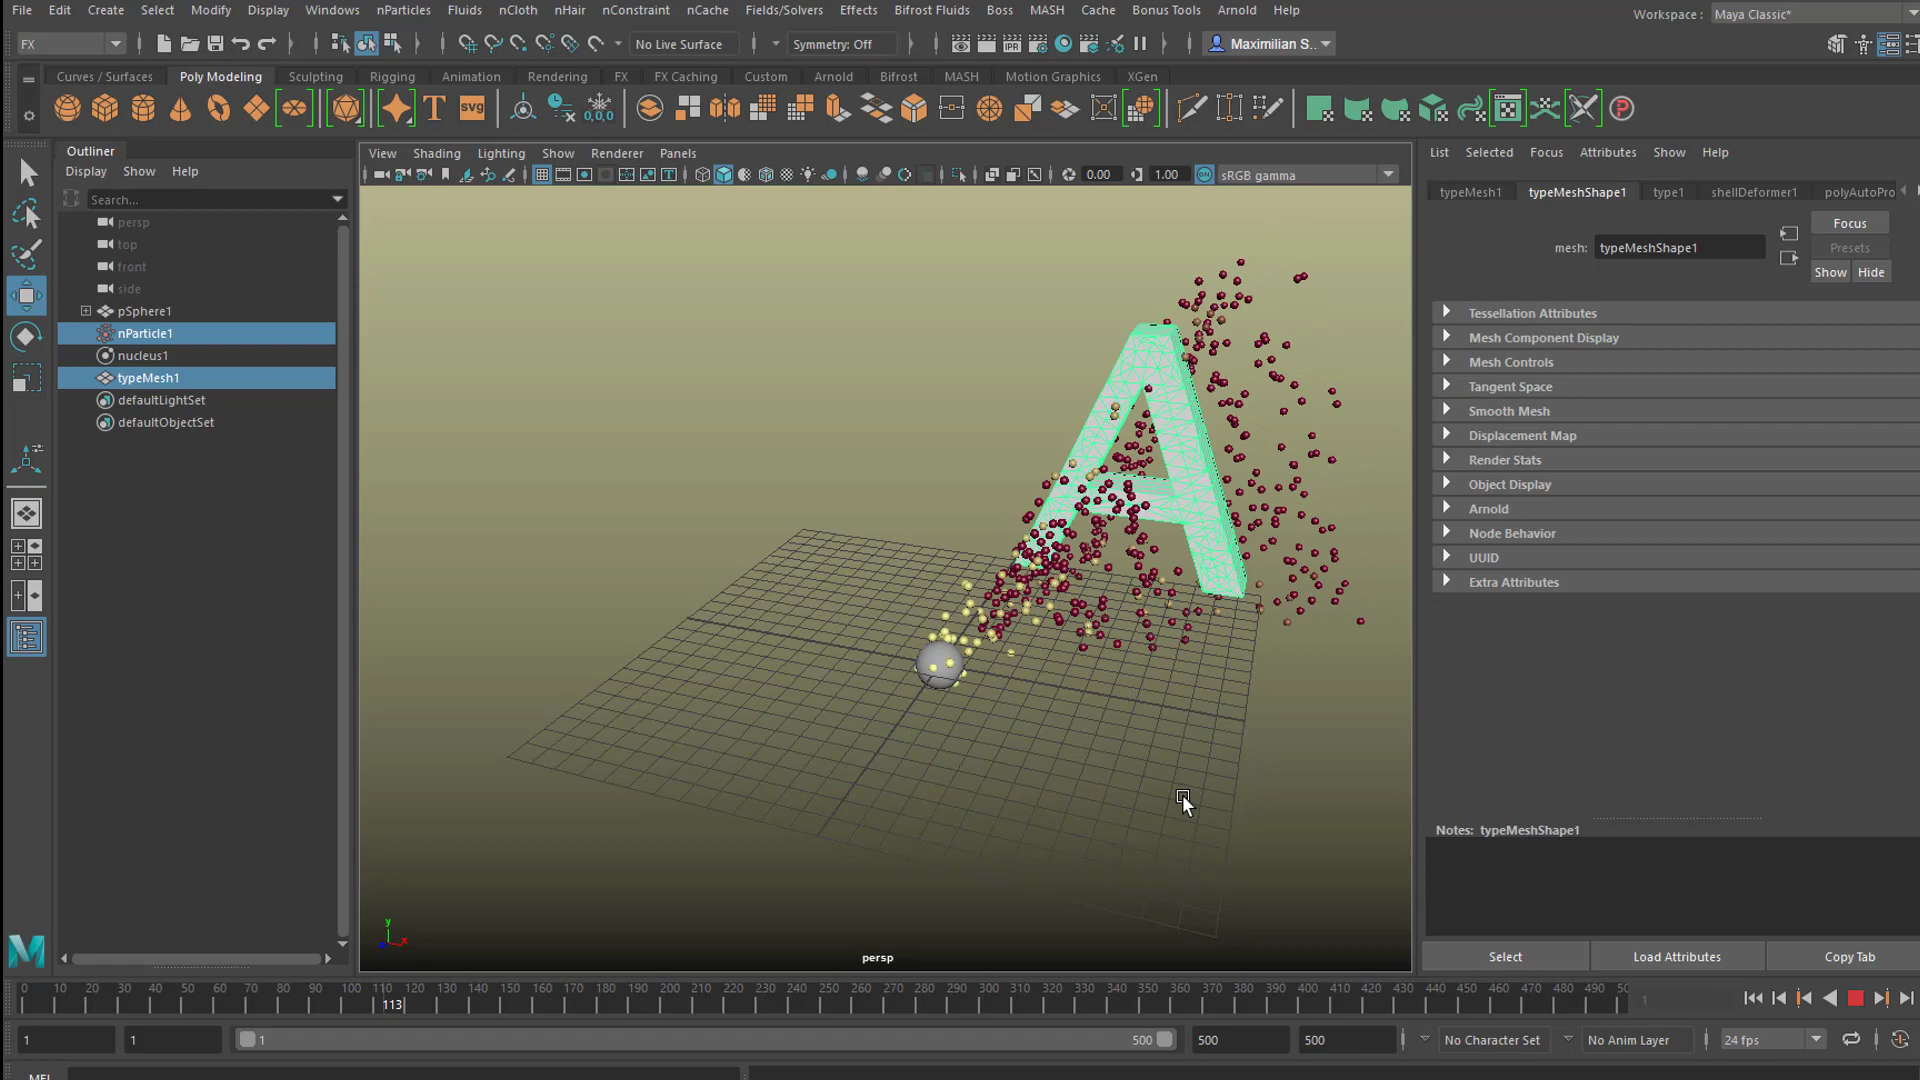 File Edit Create Select Modify Display Windows nParticles Fluids nCloth nHair nConstraint nCache Fields/Solvers Effects Bifrost Fluids Boss MASH Cache Bonus Tools Arnold Help Workspace : Maya Classic*
FX No Live Surface Symmetry: Off IPR Maximilian S...
Curves / Surfaces Poly Modeling Sculpting Rigging Animation Rendering FX FX Caching Custom Arnold Bifrost MASH Motion Graphics XGen
T svg 0,0,0 P
Outliner
Display Show Help
Search...
persp
top
front
side
pSphere1
nParticle1
nucleus1
typeMesh1
defaultLightSet
defaultObjectSet
View Shading Lighting Show Renderer Panels
0.00 1.00 ON sRGB gamma
A
y
x
persp
List Selected Focus Attributes Show Help
typeMesh1 typeMeshShape1 type1 shellDeformer1 polyAutoPro
mesh: typeMeshShape1
Focus
Presets
Show Hide
Tessellation Attributes
Mesh Component Display
Mesh Controls
Tangent Space
Smooth Mesh
Displacement Map
Render Stats
Object Display
Arnold
Node Behavior
UUID
Extra Attributes
Notes: typeMeshShape1
Select Load Attributes Copy Tab
0 10 20 30 40 50 60 70 80 90 100 110 120 130 140 150 160 170 180 190 200 210 220 230 240 250 260 270 280 290 300 310 320 330 340 350 360 370 380 390 400 410 420 430 440 450 460 470 480 490 50
113
1
1 1 1 500 500 500 No Character Set No Anim Layer 24 fps
MEL